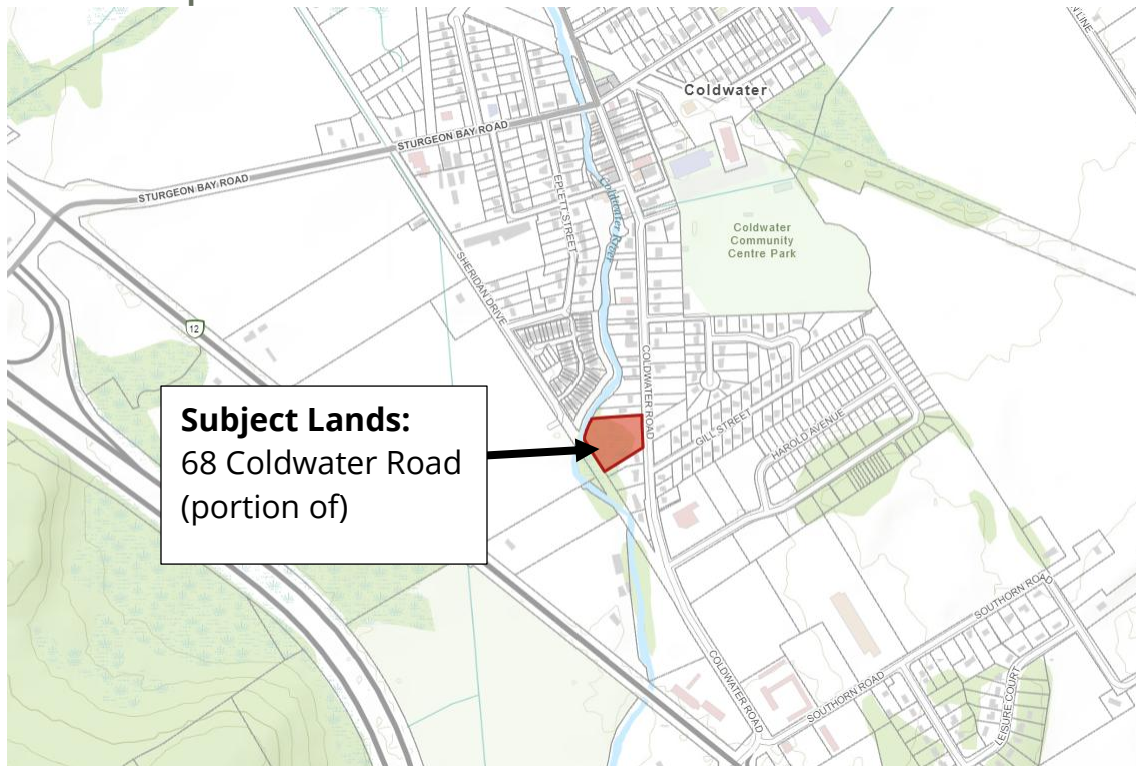 Coldwater
STURGEON BAY ROAD
STURGEON BAY ROAD
EPLETT STREET
Coldwater River
Coldwater
Community
Centre Park
SHERIDAN DRIVE
12
COLDWATER ROAD
Subject Lands:
68 Coldwater Road
(portion of)
GILL STREET
HAROLD AVENUE
SOUTHORN ROAD
COLDWATER ROAD
SOUTHORN ROAD
LEISURE COURT